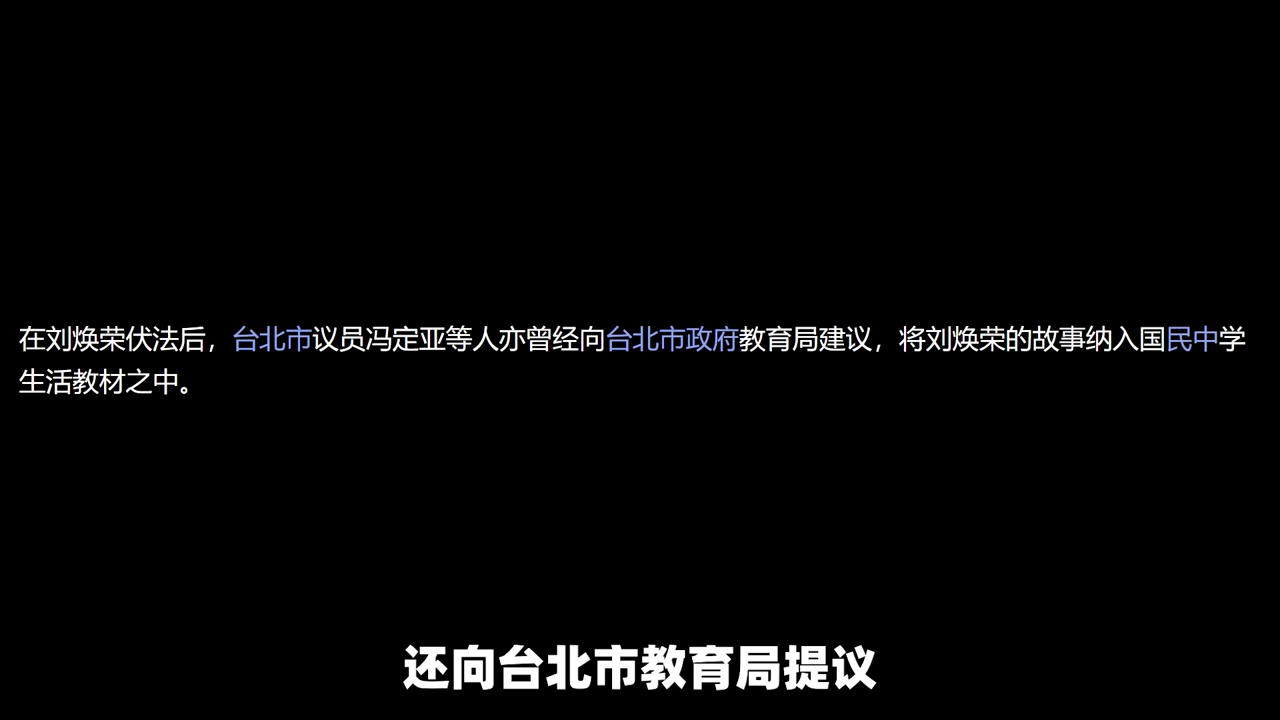 在刘焕荣伏法后，台北市议员冯定亚等人亦曾经向台北市政府教育局建议，将刘焕荣的故事纳入国民中学
生活教材之中。
还向台北市教育局提议